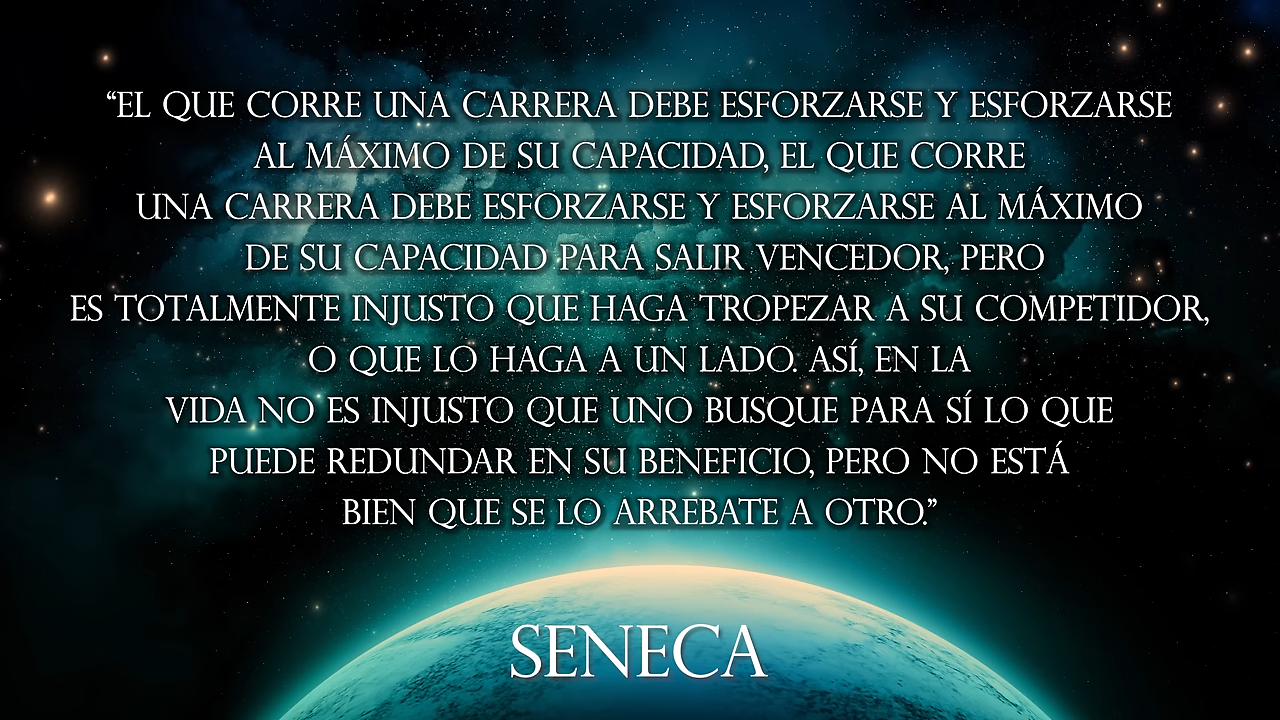 “EL QUE CORRE UNA CARRERA DEBE ESFORZARSE Y ESFORZARSE
AL MÁXIMO DE SU CAPACIDAD, EL QUE CORRE
UNA CARRERA DEBE ESFORZARSE Y ESFORZARSE AL MÁXIMO
DE SU CAPACIDAD PARA SALIR VENCEDOR, PERO
ES TOTALMENTE INJUSTO QUE HAGA TROPEZAR A SU COMPETIDOR,
O QUE LO HAGA A UN LADO. ASÍ, EN LA
VIDA NO ES INJUSTO QUE UNO BUSQUE PARA SÍ LO QUE
PUEDE REDUNDAR EN SU BENEFICIO, PERO NO ESTÁ
BIEN QUE SE LO ARREBATE A OTRO.”
SENECA